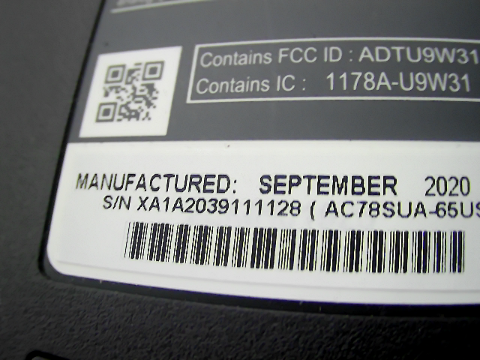 Contains FCC ID : ADTU9W31
Contains IC : 1178A-U9W31
MANUFACTURED: SEPTEMBER 2020
S/N XA1A2039111128 ( AC78SUA-65US